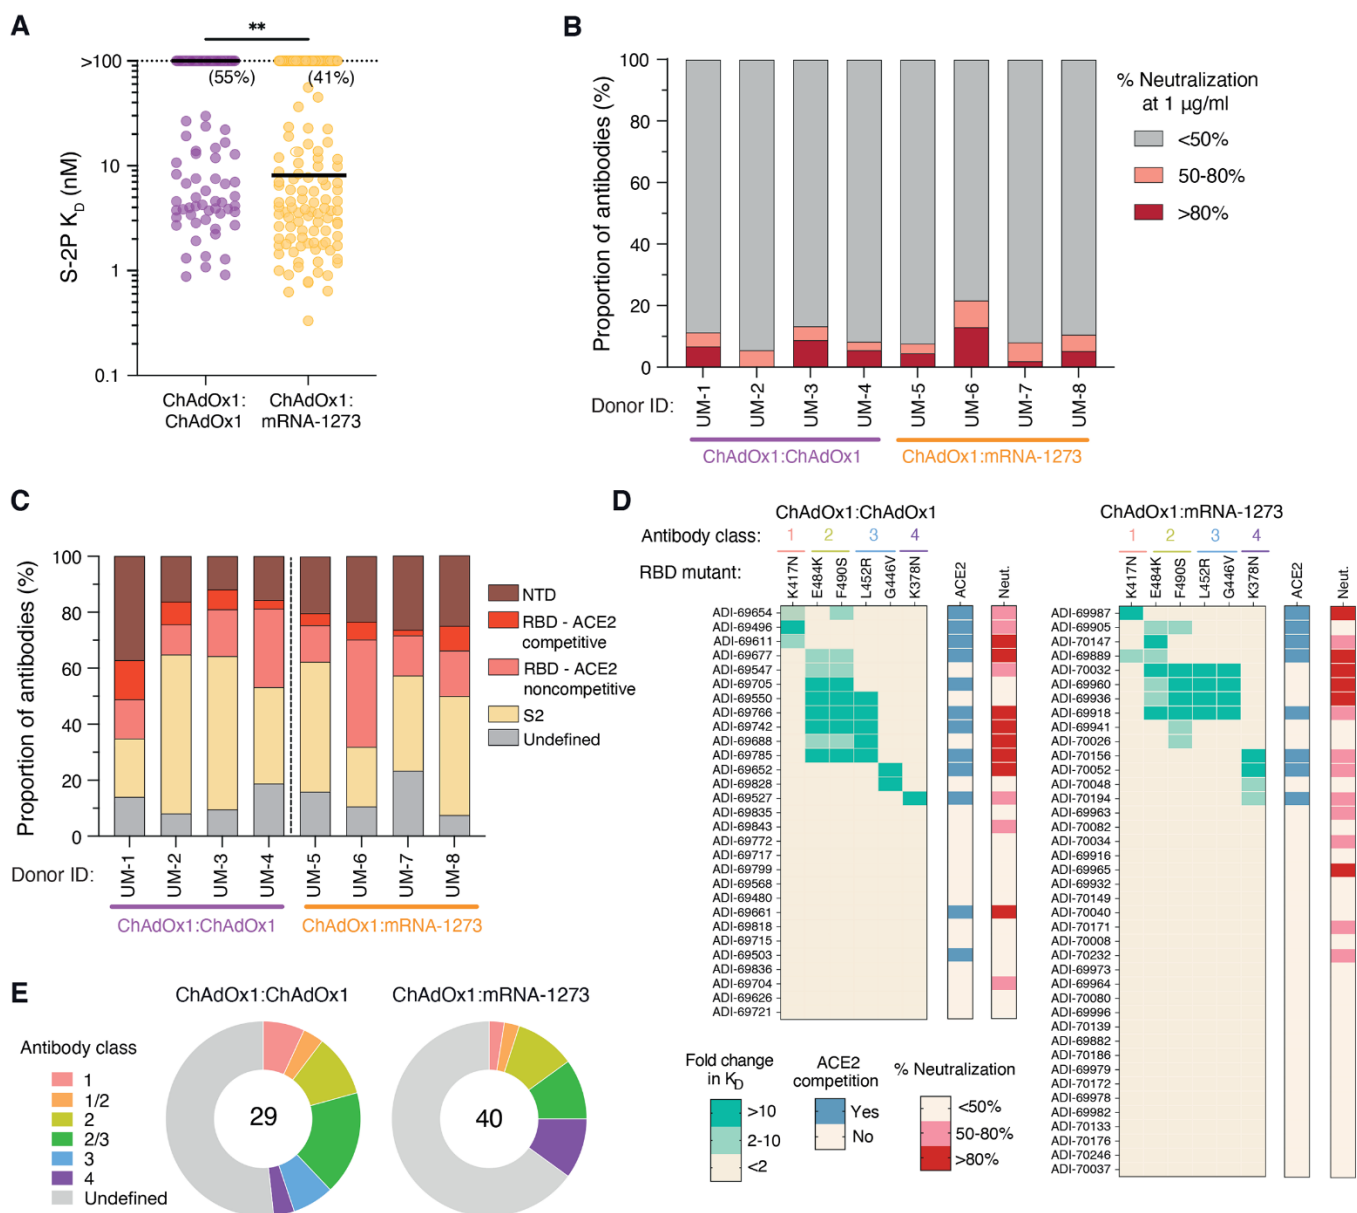 A
**
>100
(55%)
(41%)
10
1
0.1
S-2P KD (nM)
ChAdOx1:
ChAdOx1
ChAdOx1:
mRNA-1273
B
100
80
60
40
20
0
Proportion of antibodies (%)
% Neutralization
at 1 µg/ml
<50%
50-80%
>80%
Donor ID:
UM-1
UM-2
UM-3
UM-4
UM-5
UM-6
UM-7
UM-8
ChAdOx1:ChAdOx1
ChAdOx1:mRNA-1273
C
100
80
60
40
20
0
Proportion of antibodies (%)
NTD
RBD - ACE2
competitive
RBD - ACE2
noncompetitive
S2
Undefined
Donor ID:
UM-1
UM-2
UM-3
UM-4
UM-5
UM-6
UM-7
UM-8
ChAdOx1:ChAdOx1
ChAdOx1:mRNA-1273
D
ChAdOx1:ChAdOx1
Antibody class:
1
2
3
4
RBD mutant:
K417N
E484K
F490S
L452R
G446V
K378N
ACE2
Neut.
ADI-69654
ADI-69496
ADI-69611
ADI-69677
ADI-69547
ADI-69705
ADI-69550
ADI-69766
ADI-69742
ADI-69688
ADI-69785
ADI-69652
ADI-69828
ADI-69527
ADI-69835
ADI-69843
ADI-69772
ADI-69717
ADI-69799
ADI-69568
ADI-69480
ADI-69661
ADI-69818
ADI-69715
ADI-69503
ADI-69836
ADI-69704
ADI-69626
ADI-69721
ChAdOx1:mRNA-1273
1
2
3
4
K417N
E484K
F490S
L452R
G446V
K378N
ACE2
Neut.
ADI-69987
ADI-69905
ADI-70147
ADI-69889
ADI-70032
ADI-69960
ADI-69936
ADI-69918
ADI-69941
ADI-70026
ADI-70156
ADI-70052
ADI-70048
ADI-70194
ADI-69963
ADI-70082
ADI-70034
ADI-69916
ADI-69965
ADI-69932
ADI-70149
ADI-70040
ADI-70171
ADI-70008
ADI-70232
ADI-69973
ADI-69964
ADI-70080
ADI-69996
ADI-70139
ADI-69882
ADI-70186
ADI-69979
ADI-70172
ADI-69978
ADI-69982
ADI-70133
ADI-70176
ADI-70246
ADI-70037
Fold change
in KD
>10
2-10
<2
ACE2
competition
Yes
No
% Neutralization
<50%
50-80%
>80%
E
ChAdOx1:ChAdOx1
ChAdOx1:mRNA-1273
Antibody class
1
1/2
2
2/3
3
4
Undefined
29
40